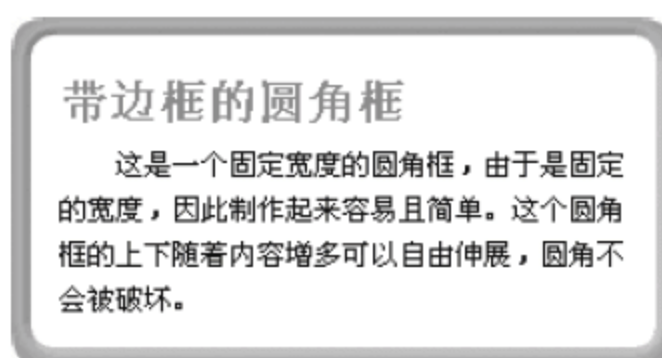 带边框的圆角框
这是一个固定宽度的圆角框，由于是固定
的宽度，因此制作起来容易且简单。这个圆角
框的上下随着内容增多可以自由伸展，圆角不
会被破坏。